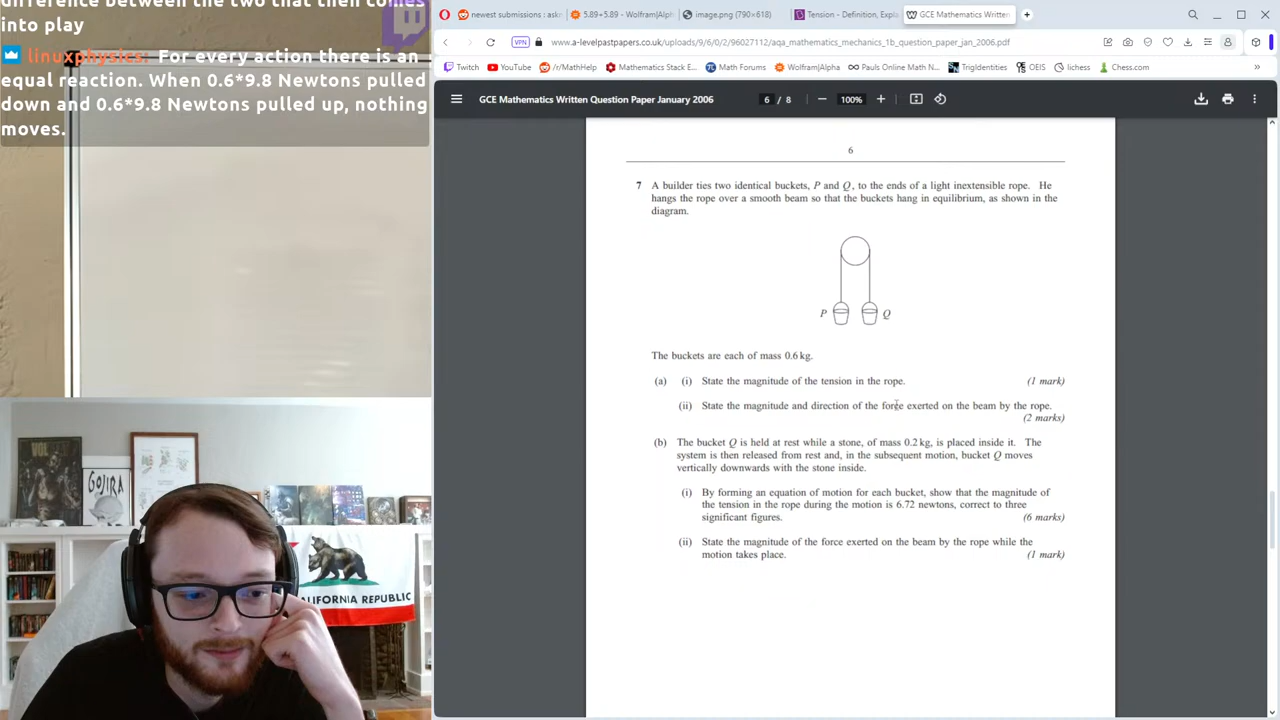 difference between the two that then comes
into play
linuxphysics: For every action there is an
equal reaction. When 0.6*9.8 Newtons pulled
down and 0.6*9.8 Newtons pulled up, nothing
moves.
VOLBEAT
GOJIRA
CALIFORNIA REPUBLIC
newest submissions : ask
5.89+5.89 - Wolfram|Alpha
image.png (790×618)
Tension - Definition, Expla
GCE Mathematics Written
VPN www.a-levelpastpapers.co.uk/uploads/9/6/0/2/96027112/aqa_mathematics_mechanics_1b_question_paper_jan_2006.pdf
Twitch YouTube /r/MathHelp Mathematics Stack E... Math Forums Wolfram|Alpha Pauls Online Math N... TrigIdentities OEIS lichess Chess.com
GCE Mathematics Written Question Paper January 2006 6 / 8 100%
6
7 A builder ties two identical buckets, P and Q, to the ends of a light inextensible rope. He
hangs the rope over a smooth beam so that the buckets hang in equilibrium, as shown in the
diagram.
P Q
The buckets are each of mass 0.6 kg.
(a) (i) State the magnitude of the tension in the rope. (1 mark)
(ii) State the magnitude and direction of the force exerted on the beam by the rope.
(2 marks)
(b) The bucket Q is held at rest while a stone, of mass 0.2 kg, is placed inside it. The
system is then released from rest and, in the subsequent motion, bucket Q moves
vertically downwards with the stone inside.
(i) By forming an equation of motion for each bucket, show that the magnitude of
the tension in the rope during the motion is 6.72 newtons, correct to three
significant figures. (6 marks)
(ii) State the magnitude of the force exerted on the beam by the rope while the
motion takes place. (1 mark)